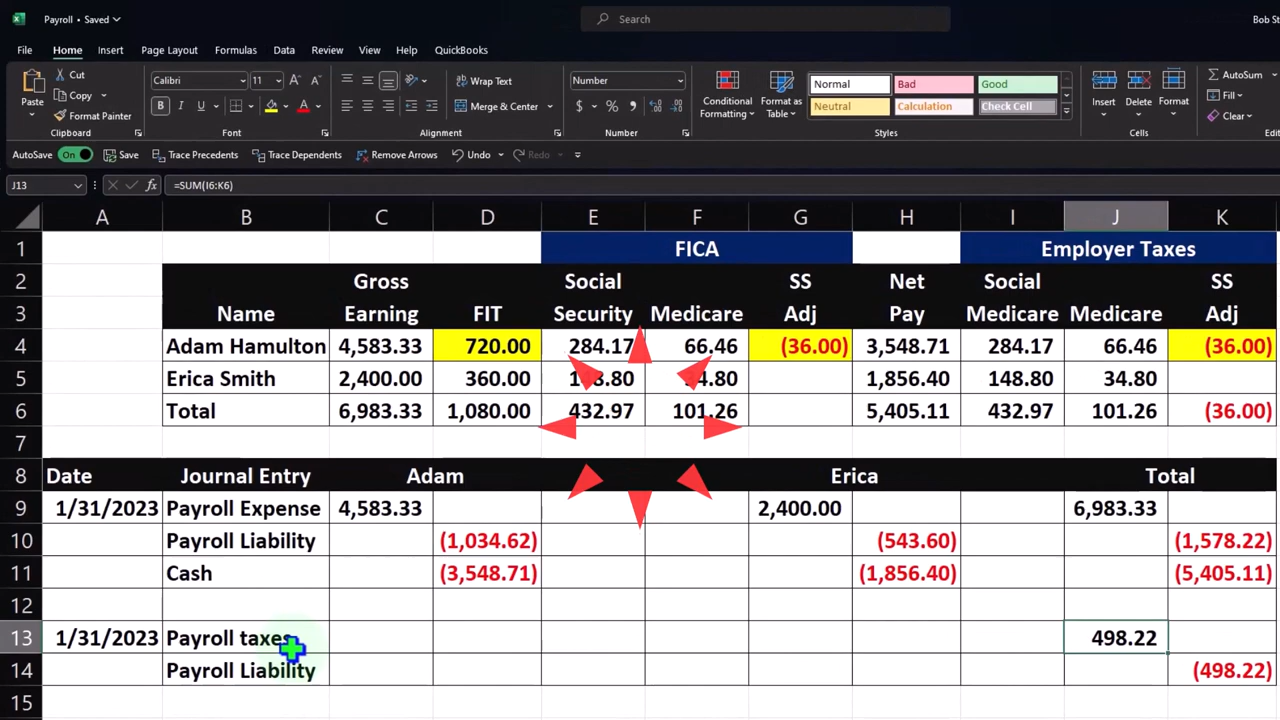 Payroll • Saved
Search
Bob St
File Home Insert Page Layout Formulas Data Review View Help QuickBooks
Paste
Cut
Copy
Format Painter
Clipboard
Calibri 11
Font
Wrap Text
Merge & Center
Alignment
Number
Number
Conditional Formatting
Format as Table
Normal Bad Good
Neutral Calculation Check Cell
Styles
Insert Delete Format
Cells
AutoSum
Fill
Clear
AutoSave On Save Trace Precedents Trace Dependents Remove Arrows Undo Redo
J13 fx =SUM(I6:K6)
A B C D E F G H I J K
1 FICA Employer Taxes
2 Gross Social SS Net Social SS
3 Name Earning FIT Security Medicare Adj Pay Medicare Medicare Adj
4 Adam Hamulton 4,583.33 720.00 284.17 66.46 (36.00) 3,548.71 284.17 66.46 (36.00)
5 Erica Smith 2,400.00 360.00 148.80 34.80 1,856.40 148.80 34.80
6 Total 6,983.33 1,080.00 432.97 101.26 5,405.11 432.97 101.26 (36.00)
7
8 Date Journal Entry Adam Erica Total
9 1/31/2023 Payroll Expense 4,583.33 2,400.00 6,983.33
10 Payroll Liability (1,034.62) (543.60) (1,578.22)
11 Cash (3,548.71) (1,856.40) (5,405.11)
12
13 1/31/2023 Payroll taxes 498.22
14 Payroll Liability (498.22)
15